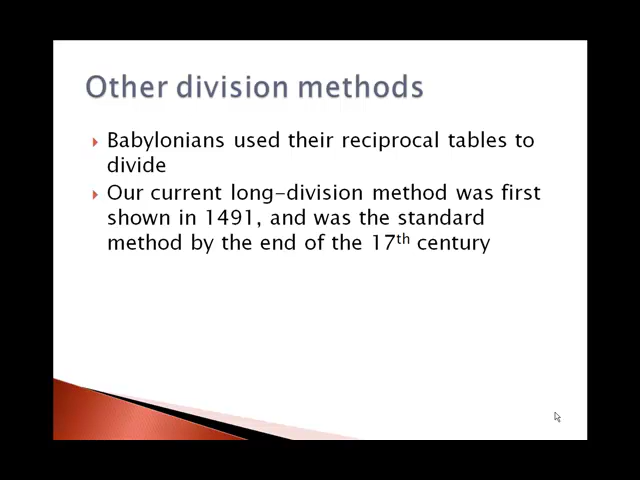 Other division methods
Babylonians used their reciprocal tables to
divide
Our current long-division method was first
shown in 1491, and was the standard
method by the end of the 17th century